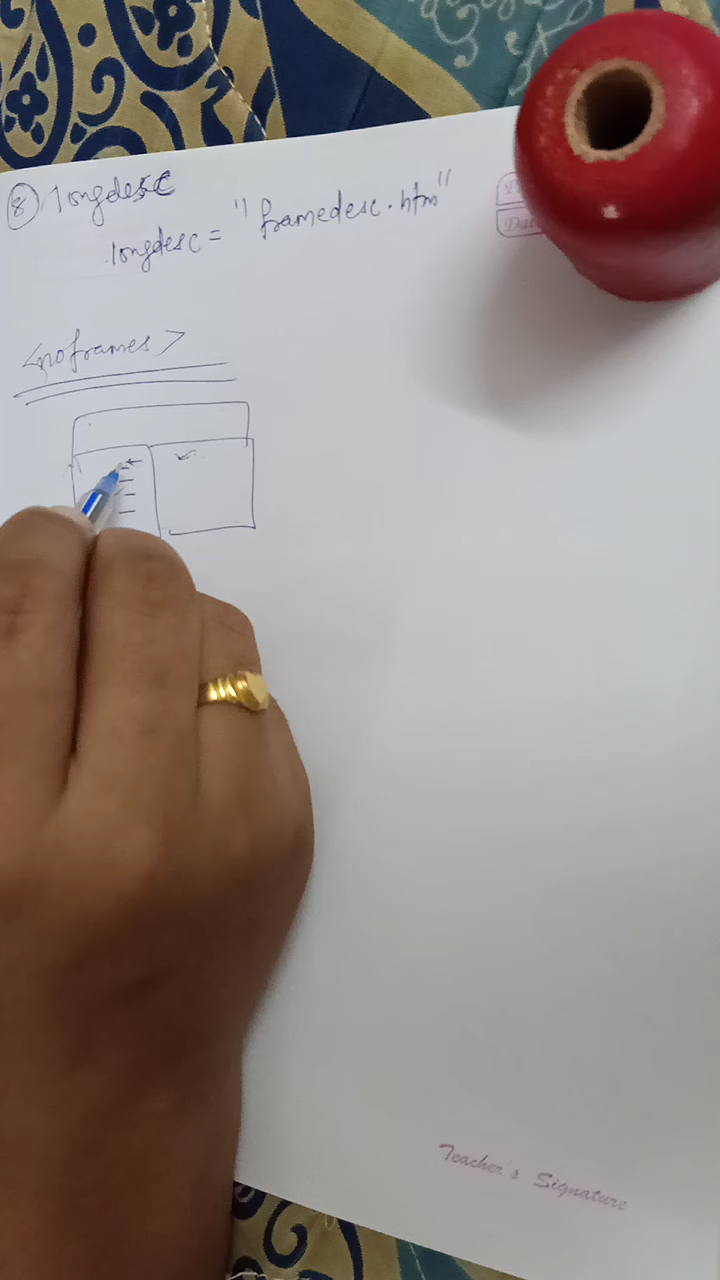 8 longdesc
longdesc = "framedesc.htm"
<noframes>
Teacher's Signature